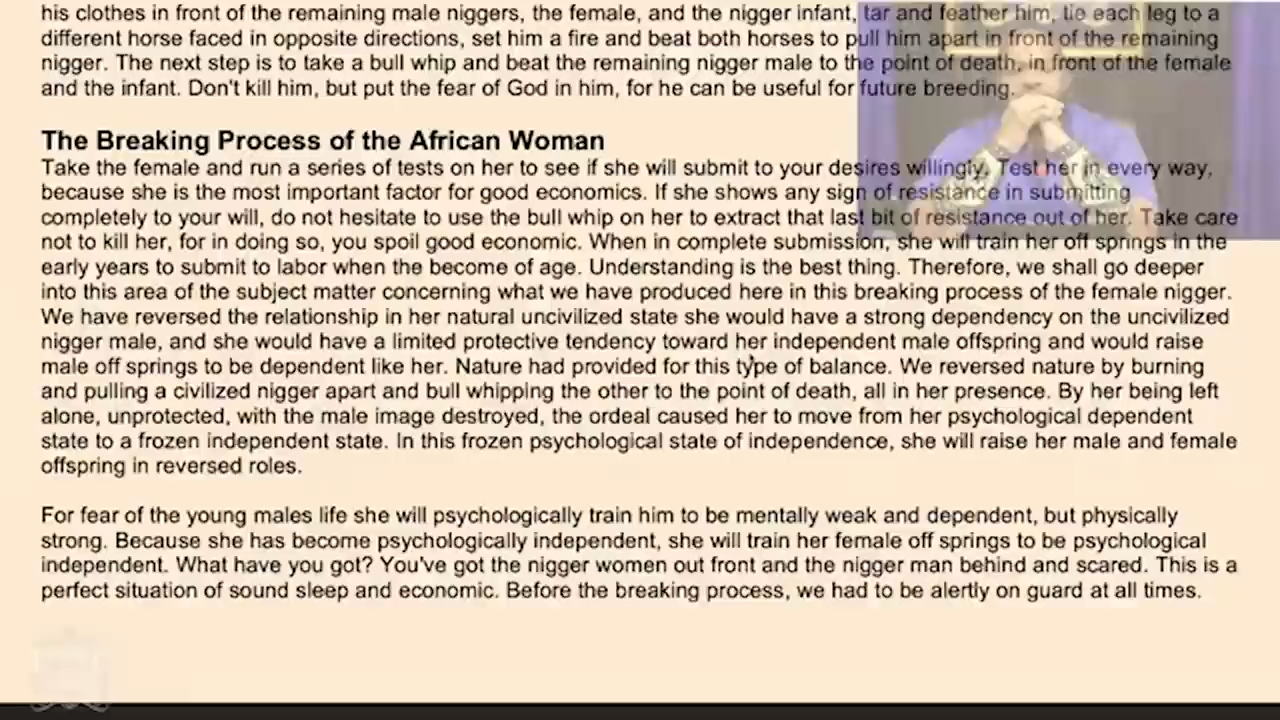 his clothes in front of the remaining male niggers, the female, and the nigger infant, tar and feather him, tie each leg to a
different horse faced in opposite directions, set him a fire and beat both horses to pull him apart in front of the remaining
nigger. The next step is to take a bull whip and beat the remaining nigger male to the point of death, in front of the female
and the infant. Don't kill him, but put the fear of God in him, for he can be useful for future breeding.
The Breaking Process of the African Woman
Take the female and run a series of tests on her to see if she will submit to your desires willingly. Test her in every way,
because she is the most important factor for good economics. If she shows any sign of resistance in submitting
completely to your will, do not hesitate to use the bull whip on her to extract that last bit of resistance out of her. Take care
not to kill her, for in doing so, you spoil good economic. When in complete submission, she will train her off springs in the
early years to submit to labor when the become of age. Understanding is the best thing. Therefore, we shall go deeper
into this area of the subject matter concerning what we have produced here in this breaking process of the female nigger.
We have reversed the relationship in her natural uncivilized state she would have a strong dependency on the uncivilized
nigger male, and she would have a limited protective tendency toward her independent male offspring and would raise
male off springs to be dependent like her. Nature had provided for this type of balance. We reversed nature by burning
and pulling a civilized nigger apart and bull whipping the other to the point of death, all in her presence. By her being left
alone, unprotected, with the male image destroyed, the ordeal caused her to move from her psychological dependent
state to a frozen independent state. In this frozen psychological state of independence, she will raise her male and female
offspring in reversed roles.
For fear of the young males life she will psychologically train him to be mentally weak and dependent, but physically
strong. Because she has become psychologically independent, she will train her female off springs to be psychological
independent. What have you got? You've got the nigger women out front and the nigger man behind and scared. This is a
perfect situation of sound sleep and economic. Before the breaking process, we had to be alertly on guard at all times.